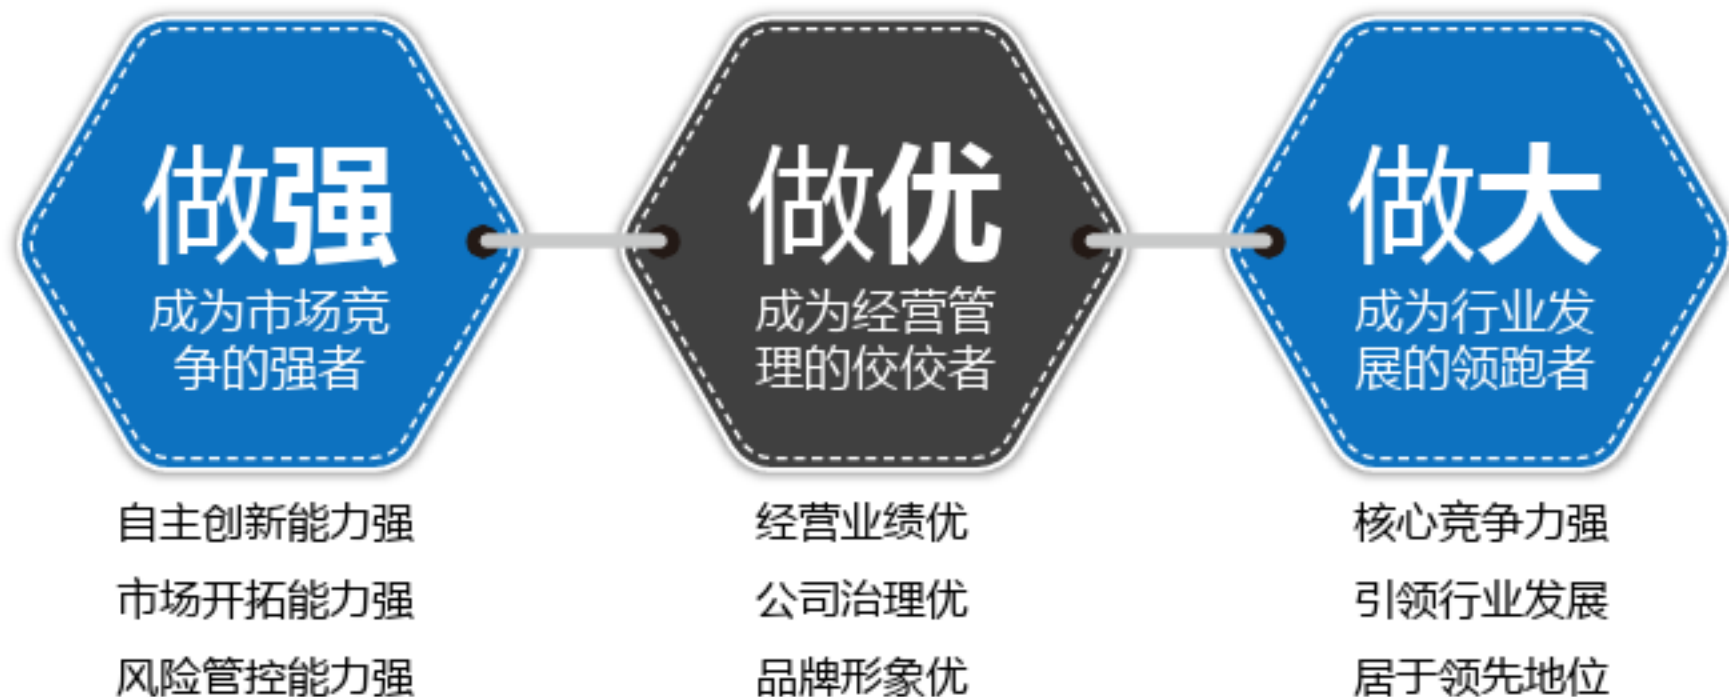 做强
成为市场竞
争的强者
做优
成为经营管
理的佼佼者
做大
成为行业发
展的领跑者
自主创新能力强
市场开拓能力强
风险管控能力强
经营业绩优
公司治理优
品牌形象优
核心竞争力强
引领行业发展
居于领先地位